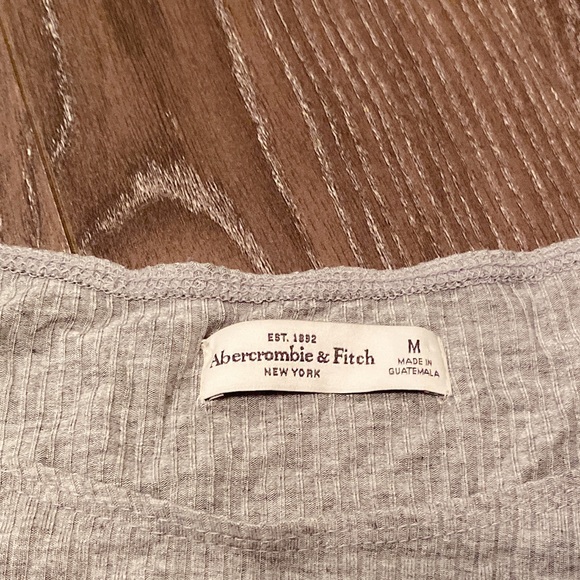 EST. 1892
Abercrombie & Fitch
NEW YORK
M
MADE IN
GUATEMALA